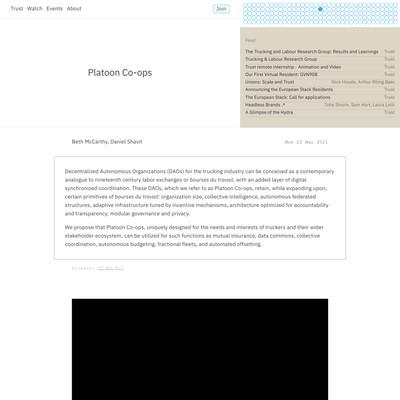 Trust Watch Events About
Join
Platoon Co-ops
Feed
The Trucking and Labour Research Group: Results and Learnings Trust
Trucking & Labour Research Group Trust
Trust remote internship - Animation and Video Trust
Our First Virtual Resident: GVN908 Trust
Unions: Scale and Trust Nick Houde, Arthur Röing Baer
Announcing the European Stack Residents Trust
The European Stack: Call for applications Trust
Headless Brands ↗ Toby Shorin, Sam Hart, Laura Lotti
A Glimpse of the Hydra Trust
Beth McCarthy, Daniel Shavit
Mon 22 Mar 2021
Decentralized Autonomous Organizations (DAOs) for the trucking industry can be conceived as a contemporary
analogue to nineteenth century labor exchanges or bourses du travail, with an added layer of digital
synchronized coordination. These DAOs, which we refer to as Platoon Co-ops, retain, while expanding upon,
certain primitives of bourses du travail: organization size, collective intelligence, autonomous federated
structures, adaptive infrastructure tuned by incentive mechanisms, architecture optimized for accountability
and transparency, modular governance and privacy.
We propose that Platoon Co-ops, uniquely designed for the needs and interests of truckers and their wider
stakeholder ecosystem, can be utilized for such functions as mutual insurance, data commons, collective
coordination, autonomous budgeting, fractional fleets, and automated offsetting.